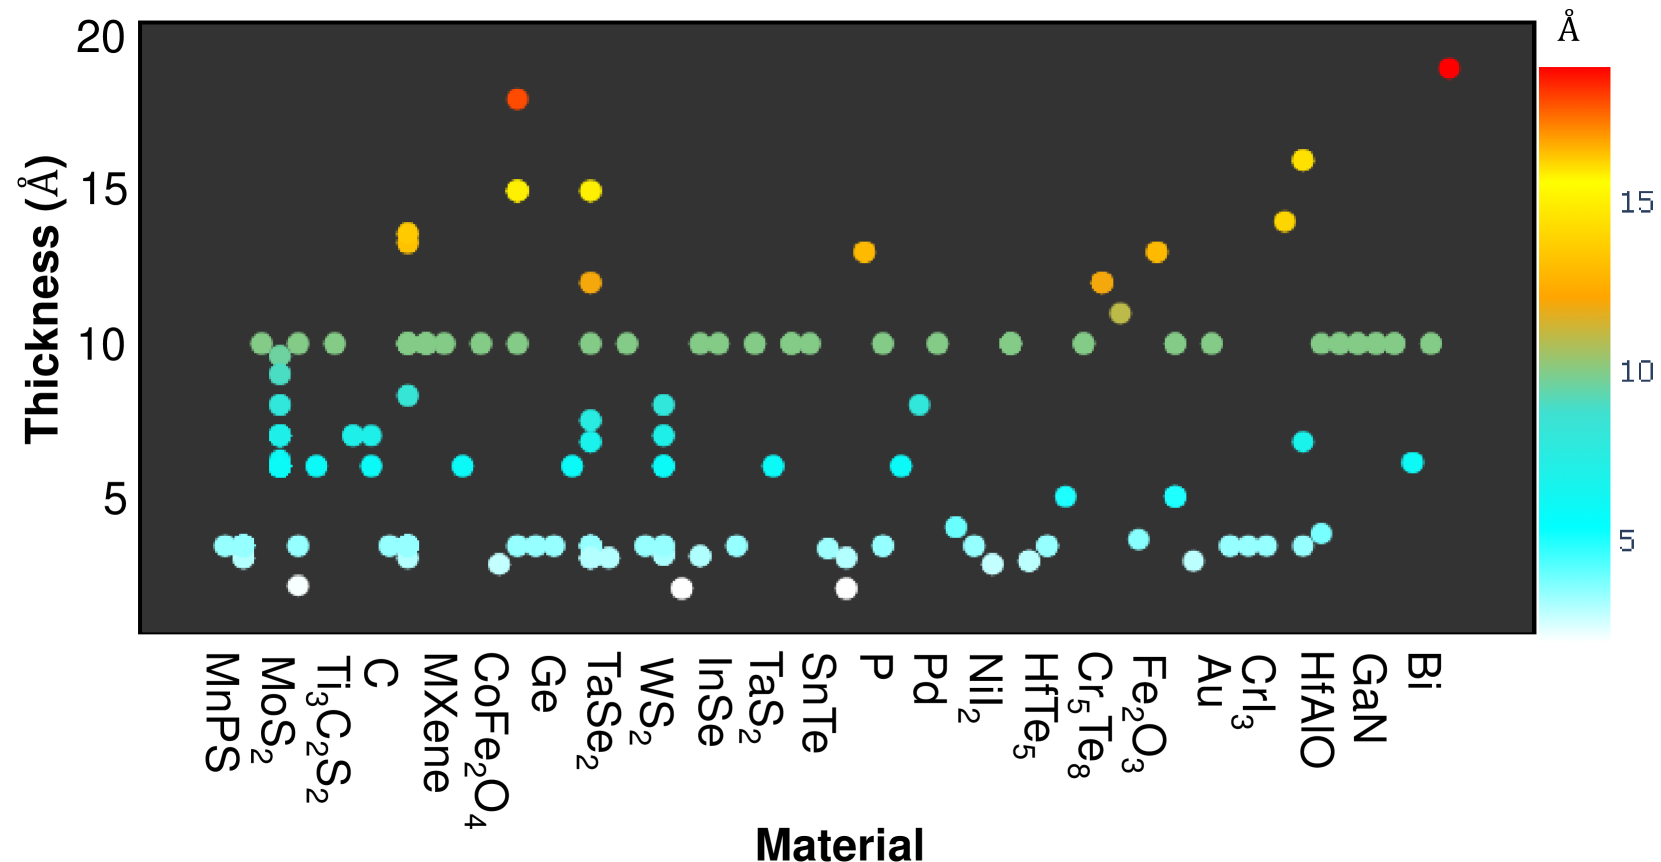 Å
20
15
10
5
Thickness (Å)
15
10
5
MnPS
MoS₂
Ti₃C₂S₂
C
MXene
CoFe₂O₄
Ge
TaSe₂
WS₂
InSe
TaS₂
SnTe
P
Pd
NiI₂
HfTe₅
Cr₅Te₈
Fe₂O₃
Au
CrI₃
HfAlO
GaN
Bi
Material